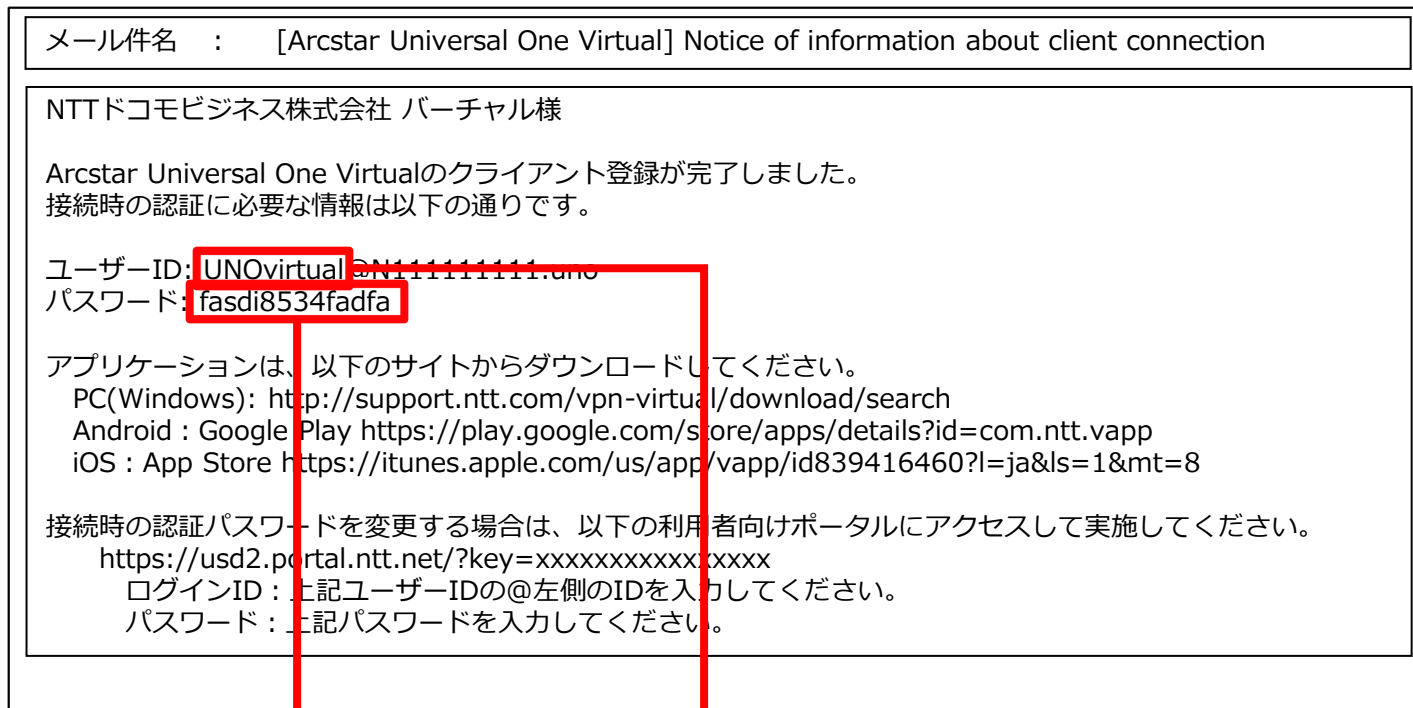 メール件名　：　[Arcstar Universal One Virtual] Notice of information about client connection
NTTドコモビジネス株式会社 バーチャル様
Arcstar Universal One Virtualのクライアント登録が完了しました。
接続時の認証に必要な情報は以下の通りです。
ユーザーID: UNOvirtual@N111111111.uno
パスワード: fasdi8534fadfa
アプリケーションは、以下のサイトからダウンロードしてください。
PC(Windows): http://support.ntt.com/vpn-virtual/download/search
Android : Google Play https://play.google.com/store/apps/details?id=com.ntt.vapp
iOS : App Store https://itunes.apple.com/us/app/vapp/id839416460?l=ja&ls=1&mt=8
接続時の認証パスワードを変更する場合は、以下の利用者向けポータルにアクセスして実施してください。
https://usd2.portal.ntt.net/?key=xxxxxxxxxxxxxxxx
ログインID：上記ユーザーIDの@左側のIDを入力してください。
パスワード：上記パスワードを入力してください。